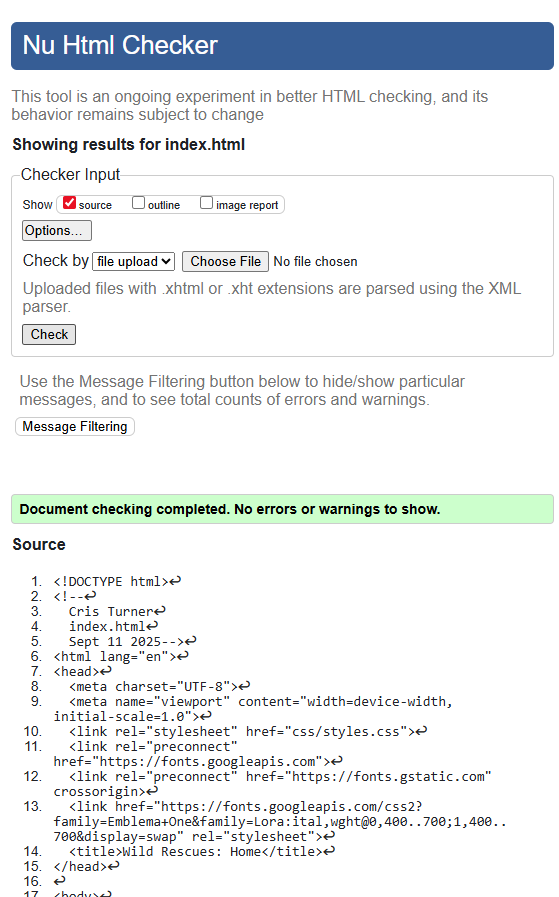 Nu Html Checker
This tool is an ongoing experiment in better HTML checking, and its
behavior remains subject to change
Showing results for index.html
Checker Input
Show source outline image report
Options...
Check by file upload Choose File No file chosen
Uploaded files with .xhtml or .xht extensions are parsed using the XML
parser.
Check
Use the Message Filtering button below to hide/show particular
messages, and to see total counts of errors and warnings.
Message Filtering
Document checking completed. No errors or warnings to show.
Source
1. <!DOCTYPE html>↩
2. <!--↩
3.   Cris Turner↩
4.   index.html↩
5.   Sept 11 2025-->↩
6. <html lang="en">↩
7. <head>↩
8.   <meta charset="UTF-8">↩
9.   <meta name="viewport" content="width=device-width,
initial-scale=1.0">↩
10.   <link rel="stylesheet" href="css/styles.css">↩
11.   <link rel="preconnect"
href="https://fonts.googleapis.com">↩
12.   <link rel="preconnect" href="https://fonts.gstatic.com"
crossorigin>↩
13.   <link href="https://fonts.googleapis.com/css2?
family=Emblema+One&family=Lora:ital,wght@0,400..700;1,400..
700&display=swap" rel="stylesheet">↩
14.   <title>Wild Rescues: Home</title>↩
15. </head>↩
16. ↩
17. <body>↩